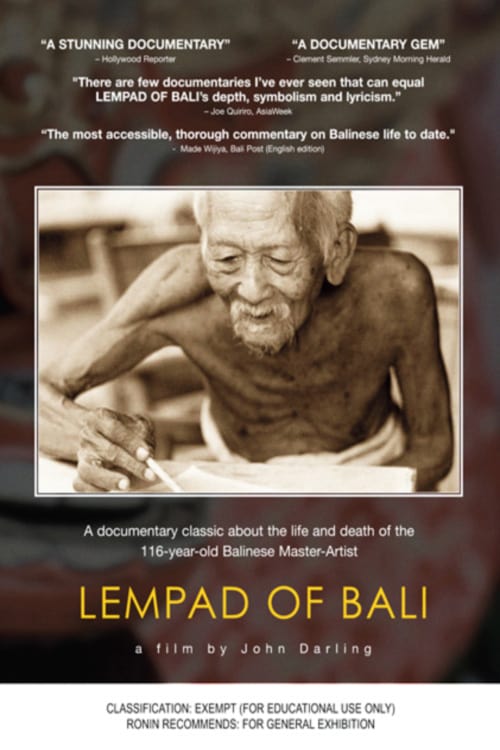 “A STUNNING DOCUMENTARY”
– Hollywood Reporter
“A DOCUMENTARY GEM”
– Clement Semmler, Sydney Morning Herald
"There are few documentaries I've ever seen that can equal
LEMPAD OF BALI's depth, symbolism and lyricism.”
– Joe Quiriro, AsiaWeek
“The most accessible, thorough commentary on Balinese life to date."
- Made Wijiya, Bali Post (English edition)
A documentary classic about the life and death of the
116-year-old Balinese Master-Artist
LEMPAD OF BALI
a film by John Darling
CLASSIFICATION: EXEMPT (FOR EDUCATIONAL USE ONLY)
RONIN RECOMMENDS: FOR GENERAL EXHIBITION